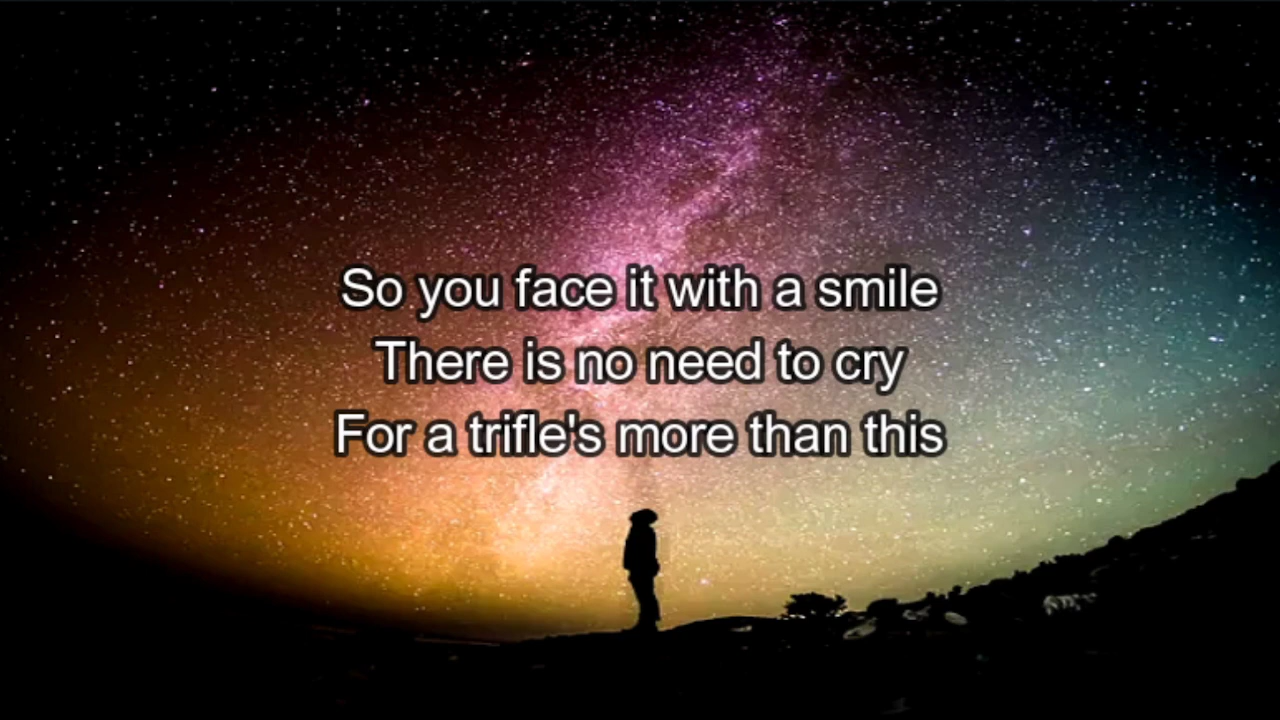 So you face it with a smile
There is no need to cry
For a trifle's more than this